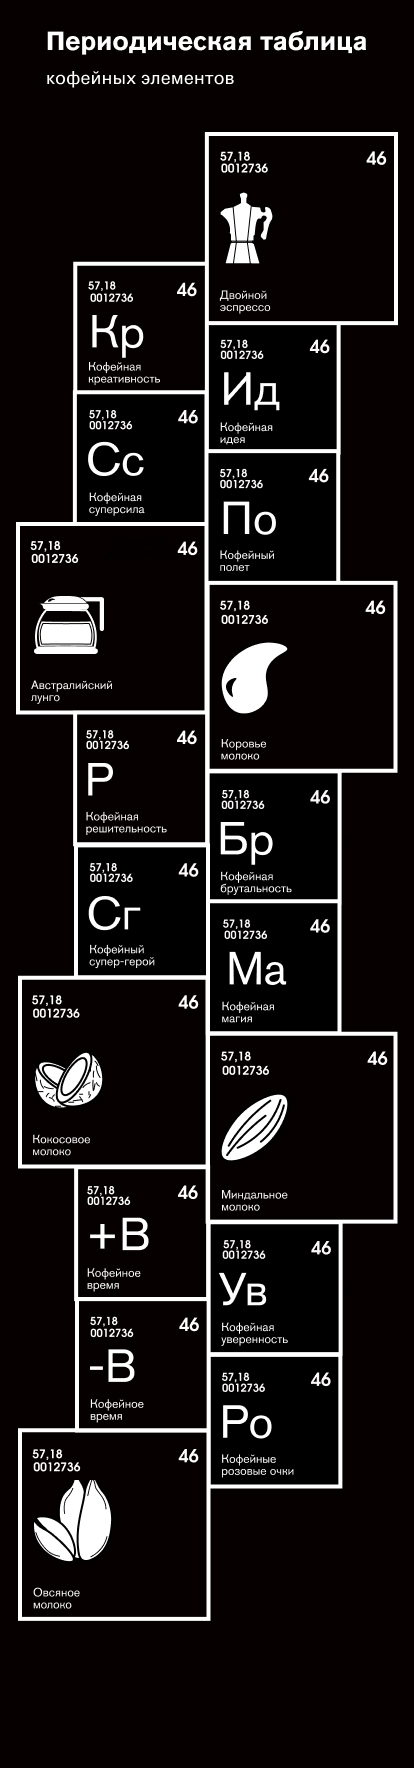 Периодическая таблица
кофейных элементов
57,18
0012736
46
Двойной
эспрессо
57,18
0012736
46
Кр
Кофейная
креативность
57,18
0012736
46
Ид
Кофейная
идея
57,18
0012736
46
Сс
Кофейная
суперсила
57,18
0012736
46
По
Кофейный
полет
57,18
0012736
46
Австралийский
лунго
57,18
0012736
46
Коровье
молоко
57,18
0012736
46
Р
Кофейная
решительность
57,18
0012736
46
Бр
Кофейная
брутальность
57,18
0012736
46
Сг
Кофейный
супер-герой
57,18
0012736
46
Ма
Кофейная
магия
57,18
0012736
46
Кокосовое
молоко
57,18
0012736
46
Миндальное
молоко
57,18
0012736
46
+В
Кофейное
время
57,18
0012736
46
Ув
Кофейная
уверенность
57,18
0012736
46
-В
Кофейное
время
57,18
0012736
46
Ро
Кофейные
розовые очки
57,18
0012736
46
Овсяное
молоко